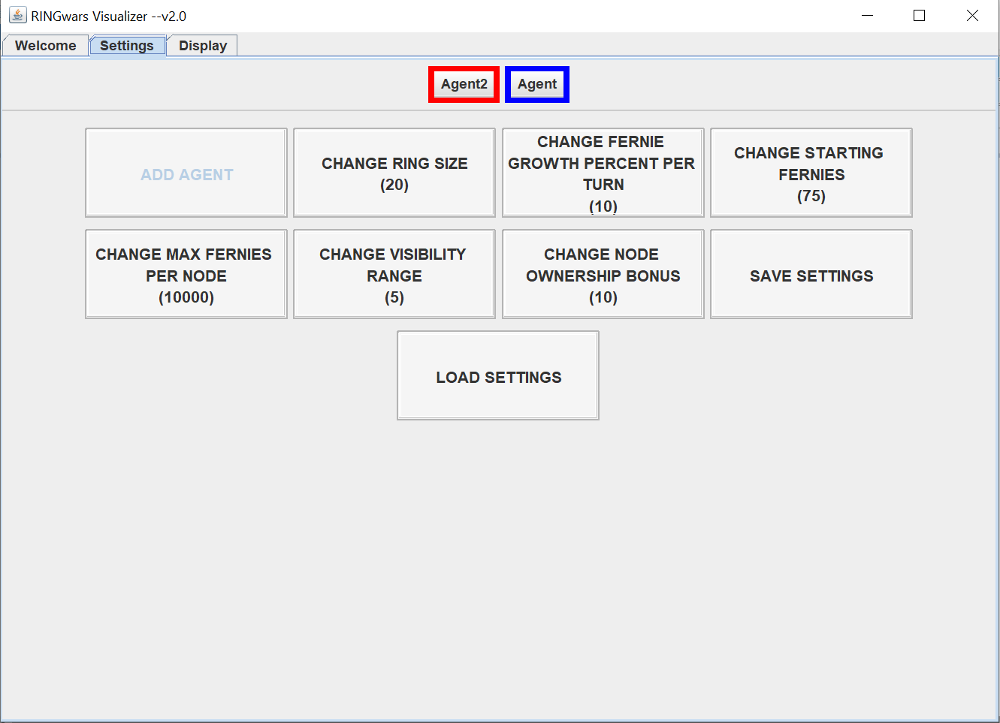 RINGwars Visualizer --v2.0
Welcome Settings Display
Agent2 Agent
ADD AGENT
CHANGE RING SIZE
(20)
CHANGE FERNIE
GROWTH PERCENT PER
TURN
(10)
CHANGE STARTING
FERNIES
(75)
CHANGE MAX FERNIES
PER NODE
(10000)
CHANGE VISIBILITY
RANGE
(5)
CHANGE NODE
OWNERSHIP BONUS
(10)
SAVE SETTINGS
LOAD SETTINGS